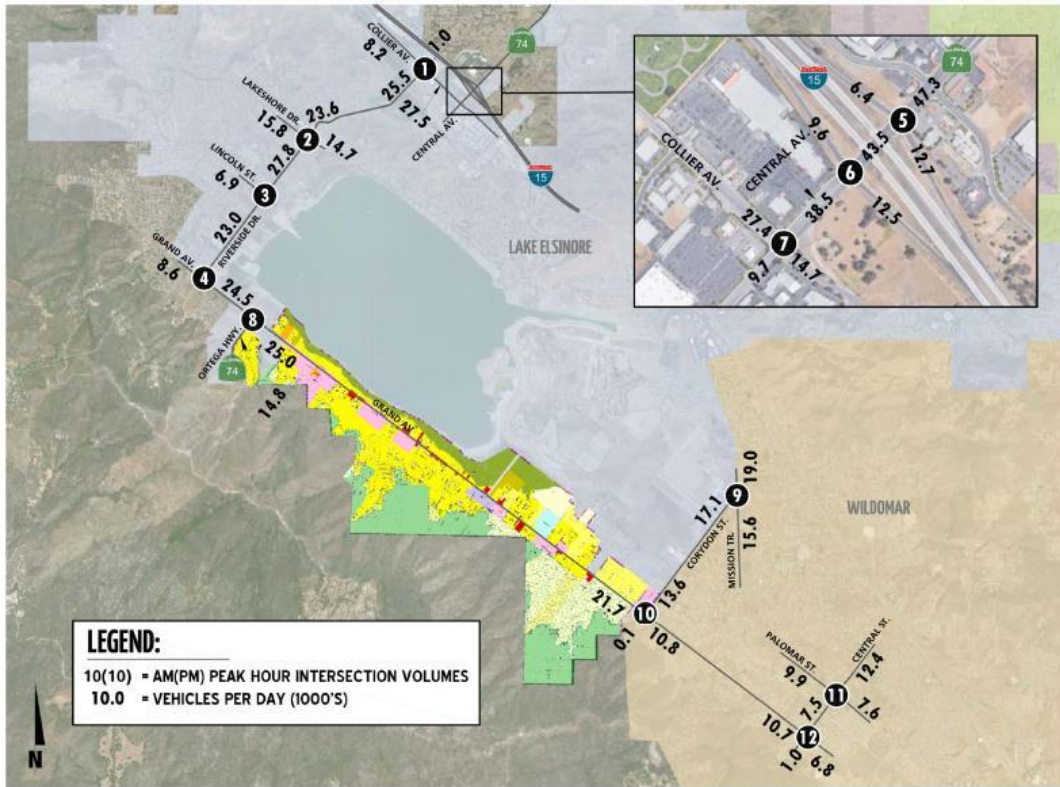 COLLIER AV.
8.2
1.0
74
1
25.5
27.5
CENTRAL AV.
LAKESHORE DR.
15.8
23.6
2
14.7
27.8
LINCOLN ST.
6.9
3
15
23.0
RIVERSIDE DR.
GRAND AV.
8.6
4
24.5
8
ORTEGA HWY.
74
25.0
14.8
GRAND AV.
LAKE ELSINORE
15
74
6.4
47.3
5
9.6
43.5
12.7
COLLIER AV.
CENTRAL AV.
6
38.5
12.5
27.4
7
9.7
14.7
19.0
17.1
9
CORYDON ST.
MISSION TR.
15.6
WILDOMAR
21.7
13.6
10
0.1
10.8
PALOMAR ST.
9.9
CENTRAL ST.
12.4
11
7.5
7.6
10.7
12
1.0
6.8
LEGEND:
10(10) = AM(PM) PEAK HOUR INTERSECTION VOLUMES
10.0 = VEHICLES PER DAY (1000'S)
N